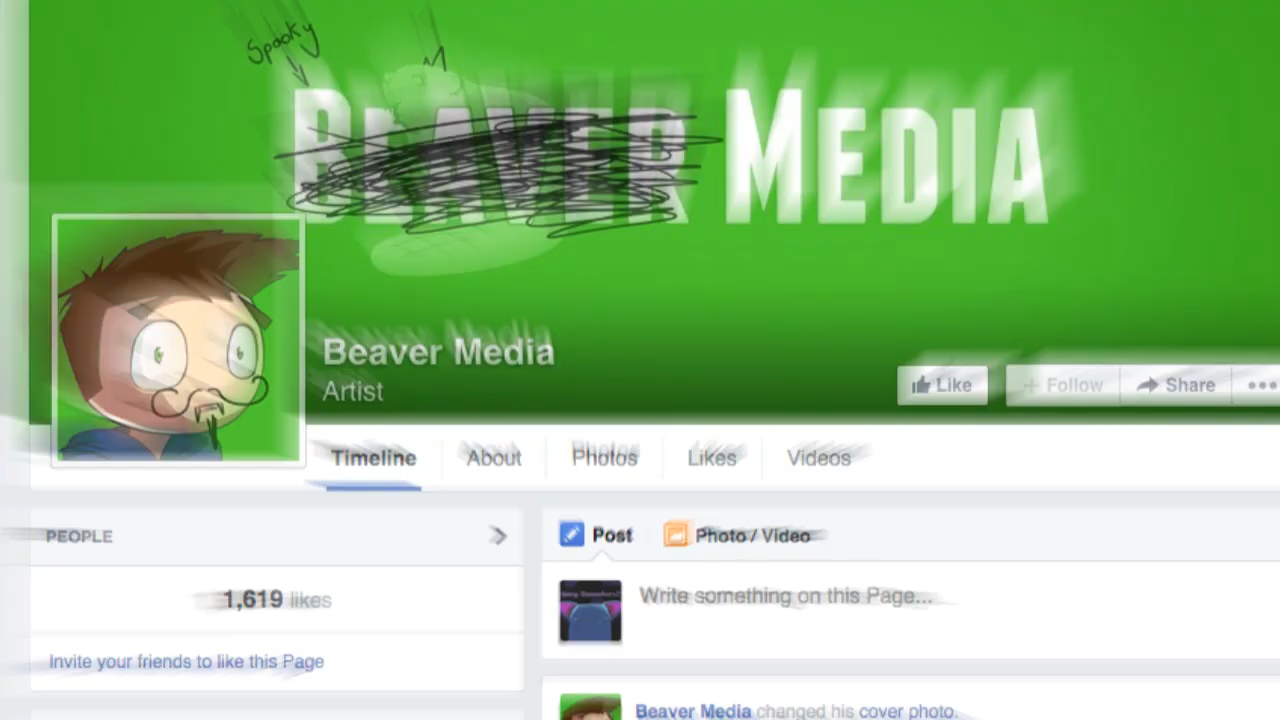 Spooky
BEAVER MEDIA
Beaver Media
Artist
Like
+ Follow
Share
Timeline
About
Photos
Likes
Videos
PEOPLE
1,619 likes
Invite your friends to like this Page
Post
Photo / Video
Write something on this Page...
Beaver Media changed his cover photo.